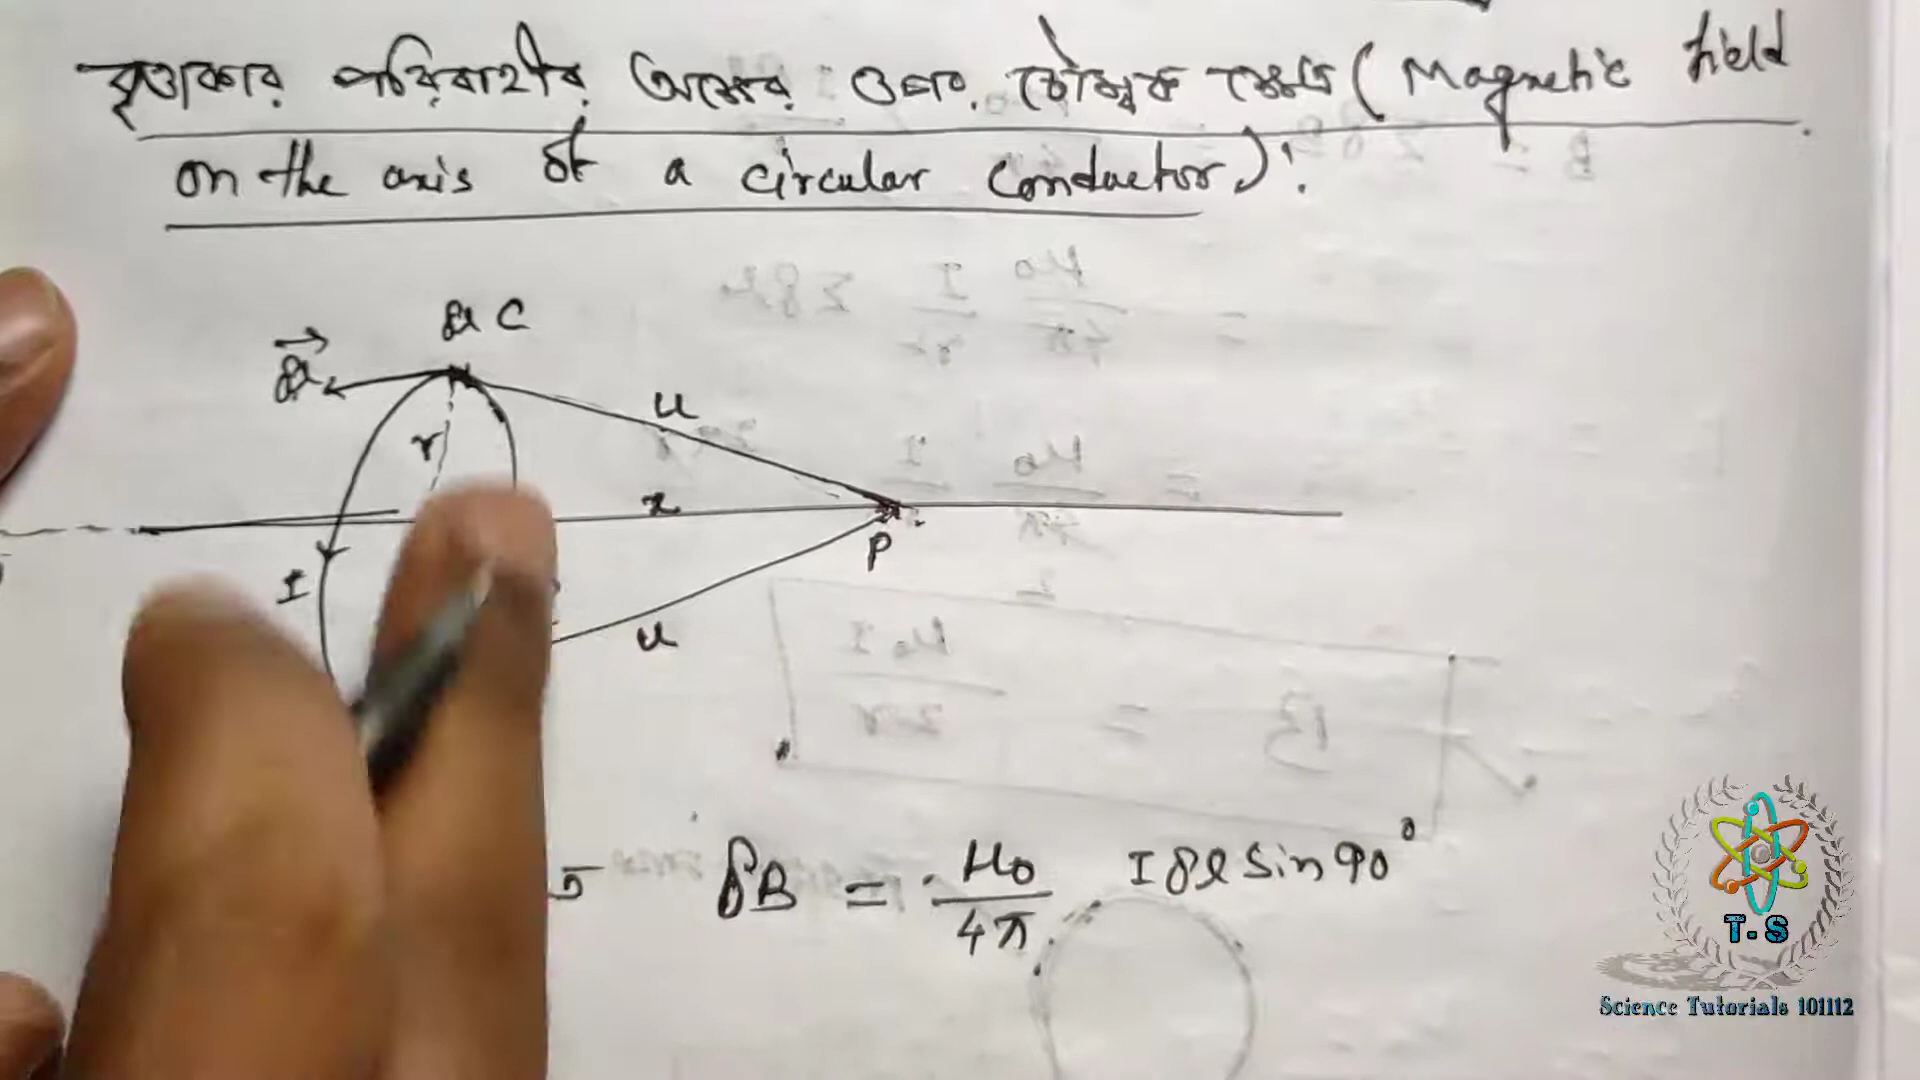 বৃত্তাকার পরিবাহীর অক্ষের ওপর চৌম্বক ক্ষেত্র (Magnetic field
on the axis of a circular conductor):
δl C
δl
u
r
x
P
I
u
δB = μ₀/4π I δl sin 90°
T.S
Science Tutorials 101112